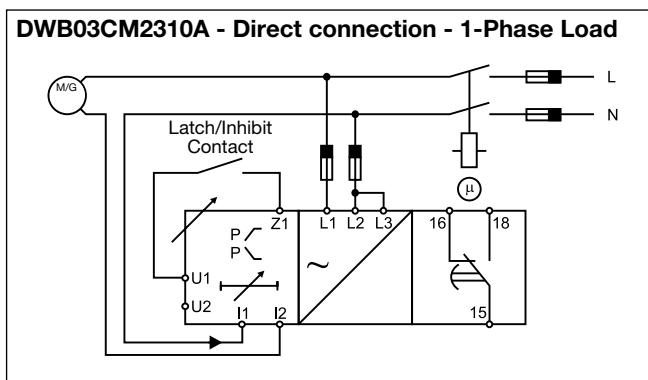 DWB03CM2310A - Direct connection - 1-Phase Load
M/G
L
N
Latch/Inhibit
Contact
µ
Z1 L1 L2 L3 16 18
P
P
~
U1
U2
I1 I2 15